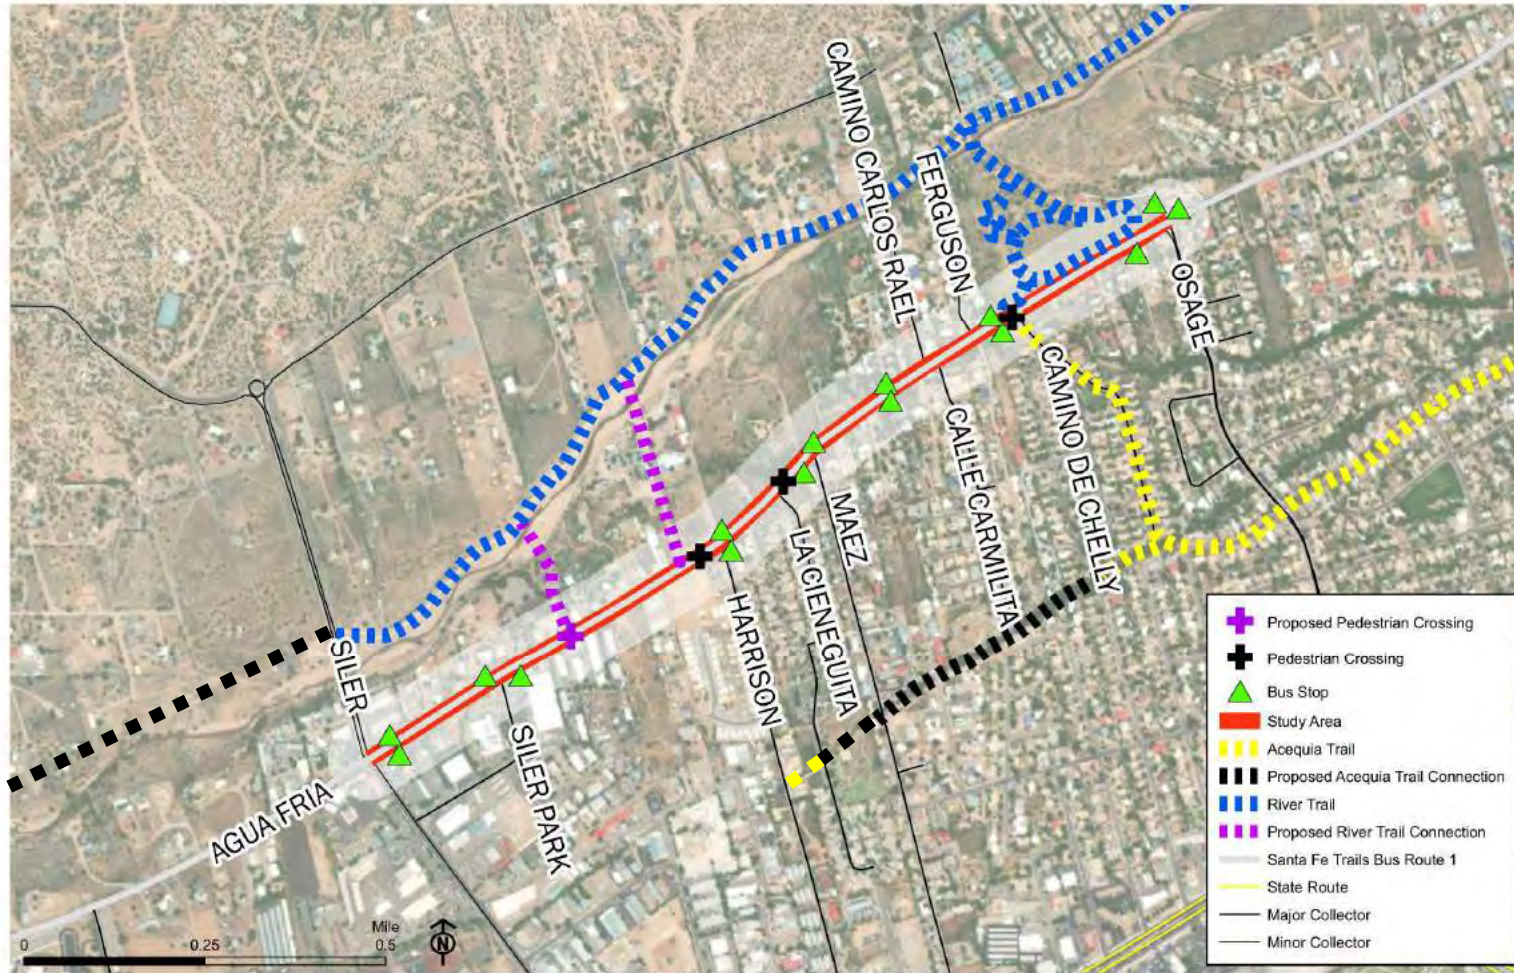 CAMINO CARLOS RAEL
FERGUSON
OSAGE
CAMINO DE CHELLY
CALLE CARMILITA
MAEZ
LA CIENEGUITA
HARRISON
SILER
SILER PARK
AGUA FRIA
Proposed Pedestrian Crossing
Pedestrian Crossing
Bus Stop
Study Area
Acequia Trail
Proposed Acequia Trail Connection
River Trail
Proposed River Trail Connection
Santa Fe Trails Bus Route 1
State Route
Major Collector
Minor Collector
Mile
0 0.25 0.5
N